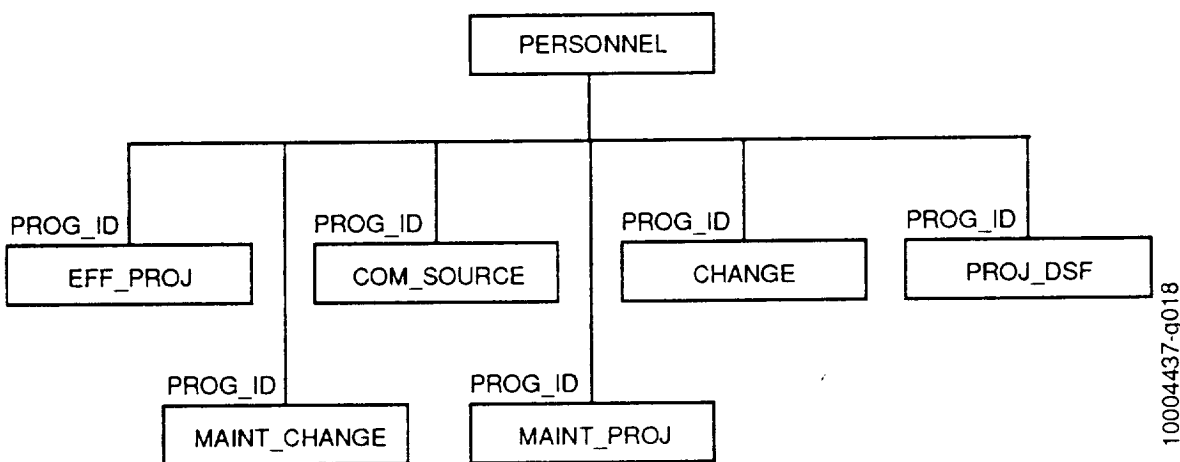 PERSONNEL
PROG_ID
PROG_ID
PROG_ID
PROG_ID
EFF_PROJ
COM_SOURCE
CHANGE
PROJ_DSF
PROG_ID
PROG_ID
MAINT_CHANGE
MAINT_PROJ
10004437-q018